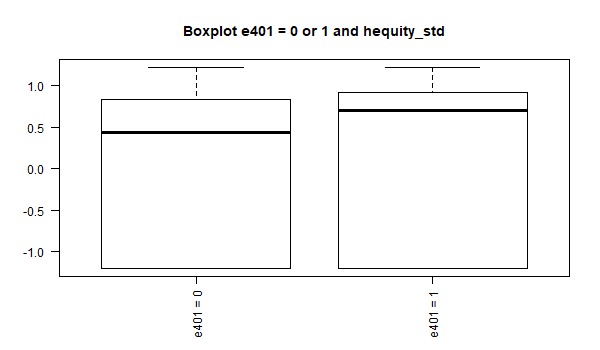 Boxplot e401 = 0 or 1 and hequity_std
1.0
0.5
0.0
-0.5
-1.0
e401 = 0
e401 = 1